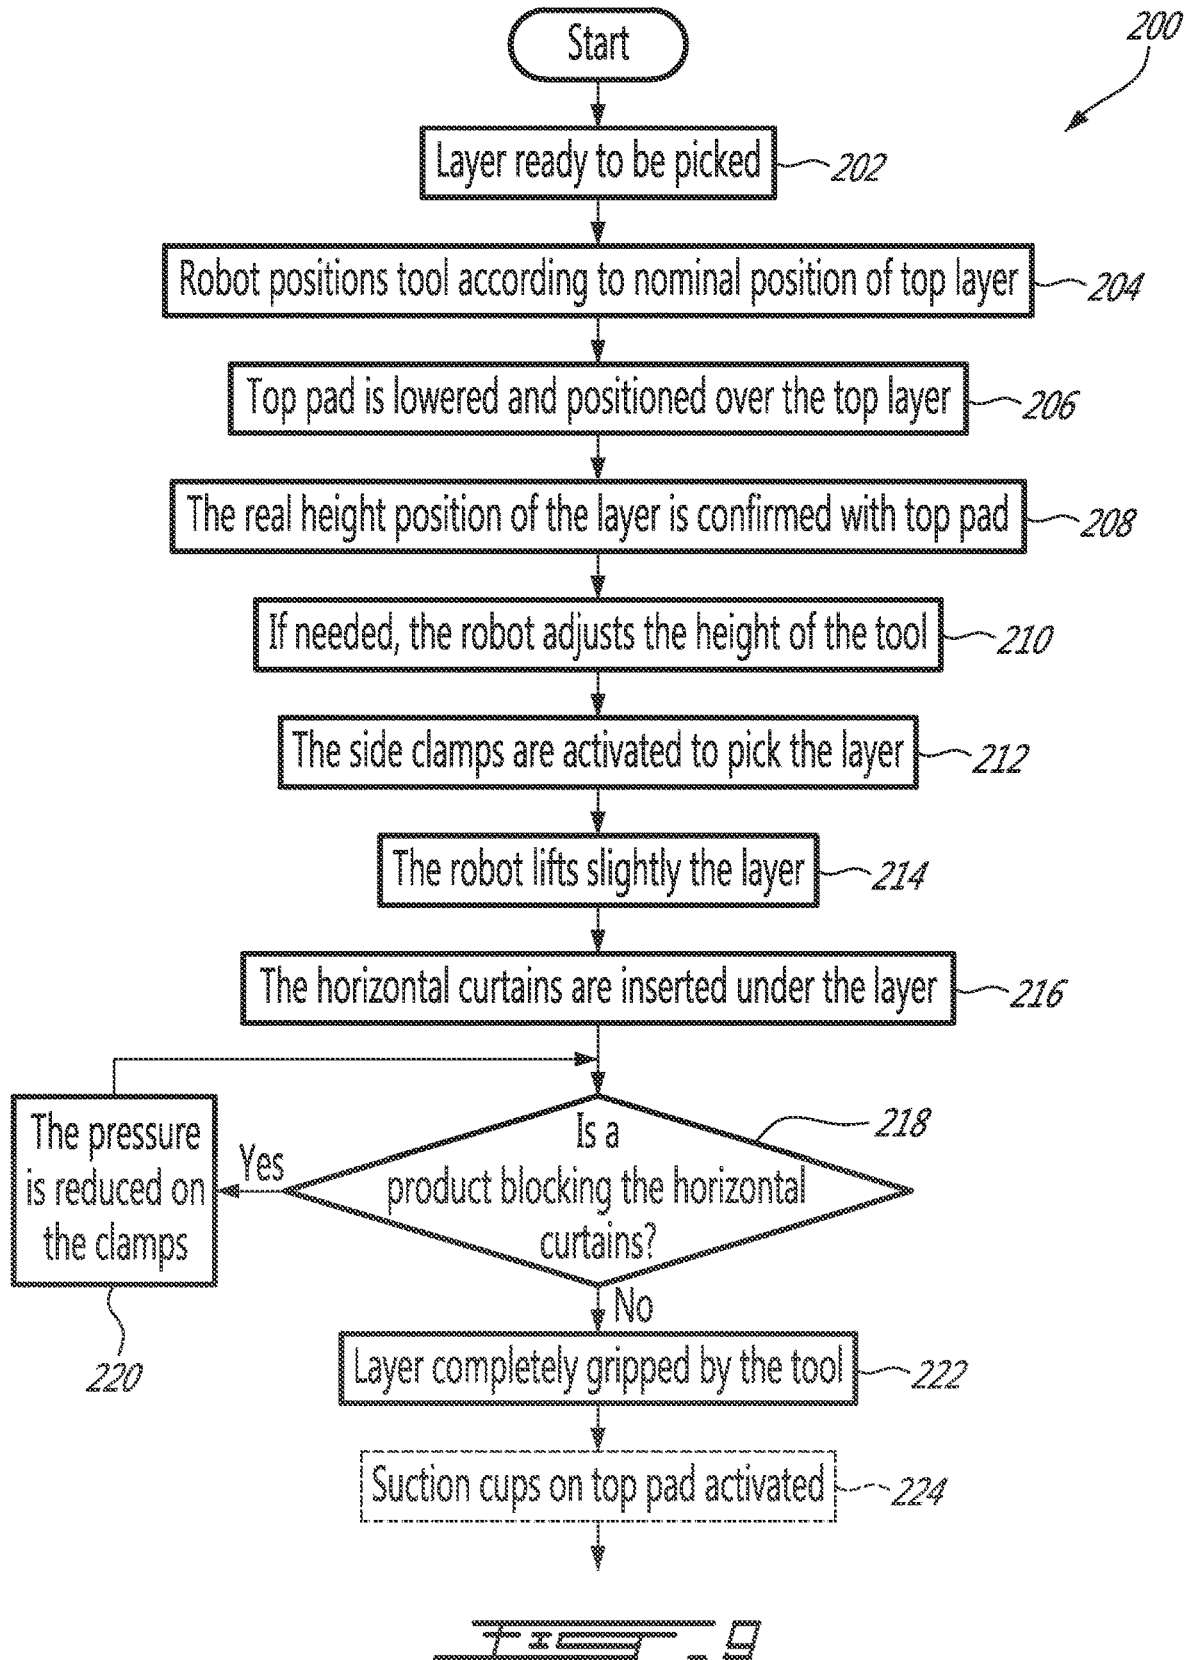 Start
200
Layer ready to be picked
202
Robot positions tool according to nominal position of top layer
204
Top pad is lowered and positioned over the top layer
206
The real height position of the layer is confirmed with top pad
208
If needed, the robot adjusts the height of the tool
210
The side clamps are activated to pick the layer
212
The robot lifts slightly the layer
214
The horizontal curtains are inserted under the layer
216
Is a
product blocking the horizontal
curtains?
218
Yes
The pressure
is reduced on
the clamps
220
No
Layer completely gripped by the tool
222
Suction cups on top pad activated
224
FIG. 9